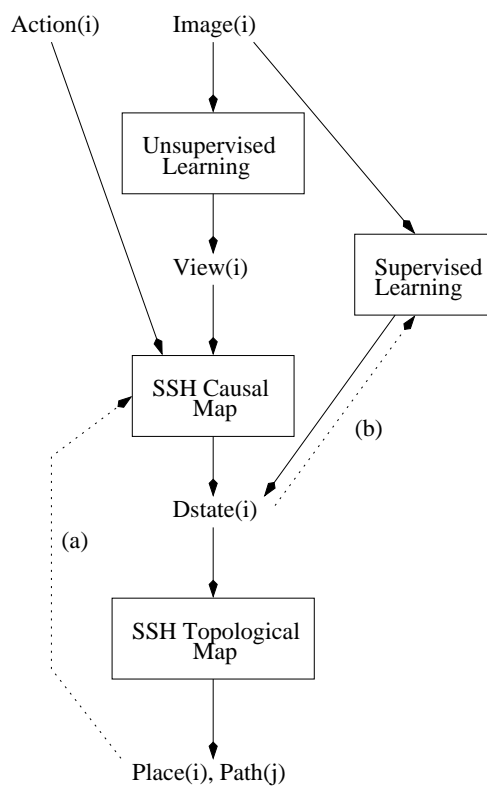 Action(i)
Image(i)
Unsupervised
Learning
View(i)
Supervised
Learning
SSH Causal
Map
(b)
Dstate(i)
(a)
SSH Topological
Map
Place(i), Path(j)